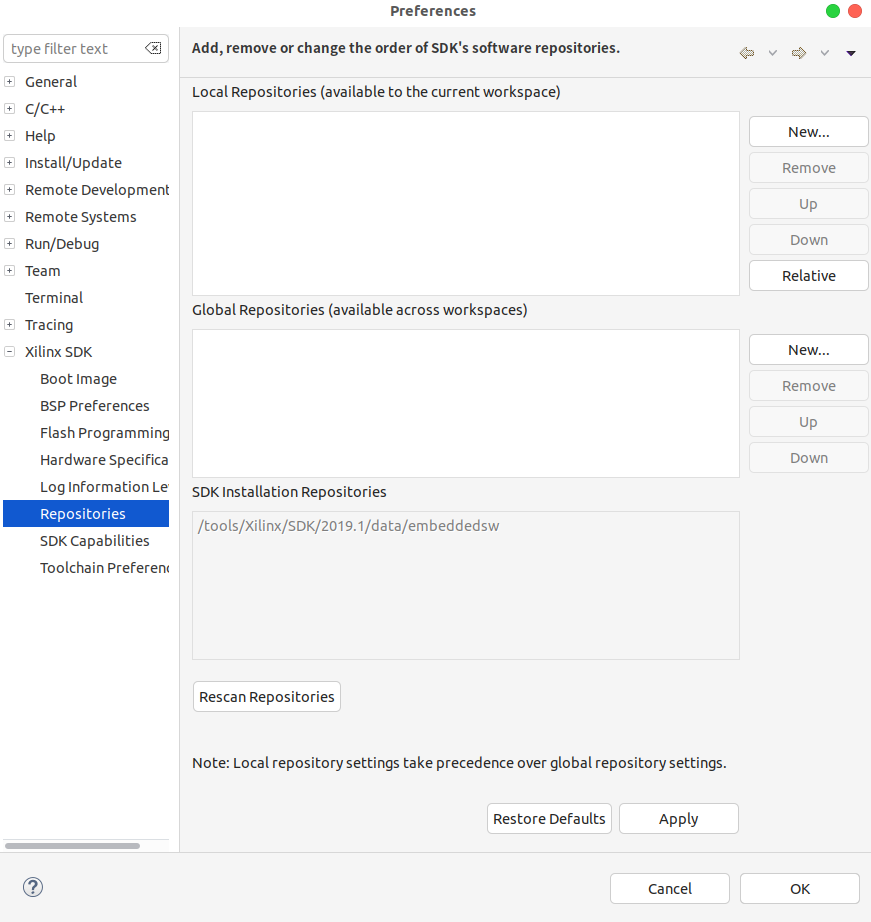 Preferences
type filter text
General
C/C++
Help
Install/Update
Remote Development
Remote Systems
Run/Debug
Team
Terminal
Tracing
Xilinx SDK
Boot Image
BSP Preferences
Flash Programming
Hardware Specifica
Log Information Le
Repositories
SDK Capabilities
Toolchain Preferenc
Add, remove or change the order of SDK's software repositories.
Local Repositories (available to the current workspace)
New...
Remove
Up
Down
Relative
Global Repositories (available across workspaces)
New...
Remove
Up
Down
SDK Installation Repositories
/tools/Xilinx/SDK/2019.1/data/embeddedsw
Rescan Repositories
Note: Local repository settings take precedence over global repository settings.
Restore Defaults
Apply
?
Cancel
OK